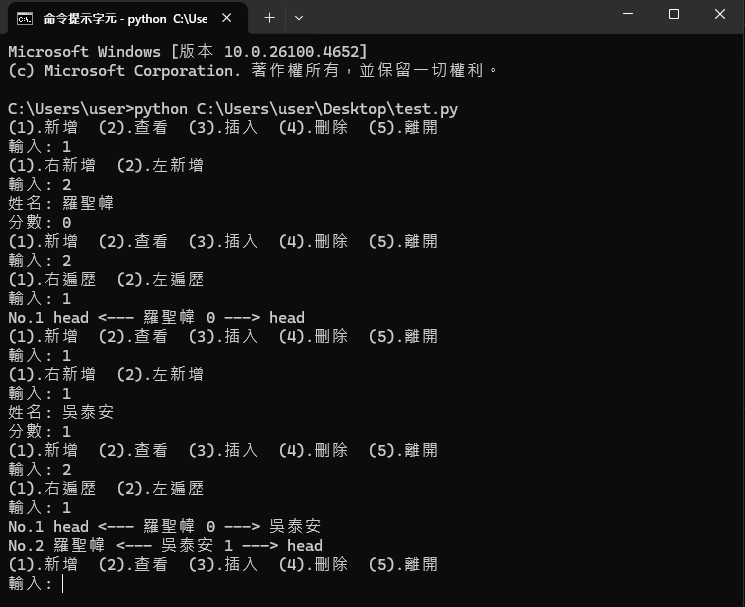 命令提示字元 - python C:\Use
Microsoft Windows [版本 10.0.26100.4652]
(c) Microsoft Corporation. 著作權所有，並保留一切權利。
C:\Users\user>python C:\Users\user\Desktop\test.py
(1).新增 (2).查看 (3).插入 (4).刪除 (5).離開
輸入: 1
(1).右新增 (2).左新增
輸入: 2
姓名: 羅聖幃
分數: 0
(1).新增 (2).查看 (3).插入 (4).刪除 (5).離開
輸入: 2
(1).右遍歷 (2).左遍歷
輸入: 1
No.1 head <--- 羅聖幃 0 ---> head
(1).新增 (2).查看 (3).插入 (4).刪除 (5).離開
輸入: 1
(1).右新增 (2).左新增
輸入: 1
姓名: 吳泰安
分數: 1
(1).新增 (2).查看 (3).插入 (4).刪除 (5).離開
輸入: 2
(1).右遍歷 (2).左遍歷
輸入: 1
No.1 head <--- 羅聖幃 0 ---> 吳泰安
No.2 羅聖幃 <--- 吳泰安 1 ---> head
(1).新增 (2).查看 (3).插入 (4).刪除 (5).離開
輸入: